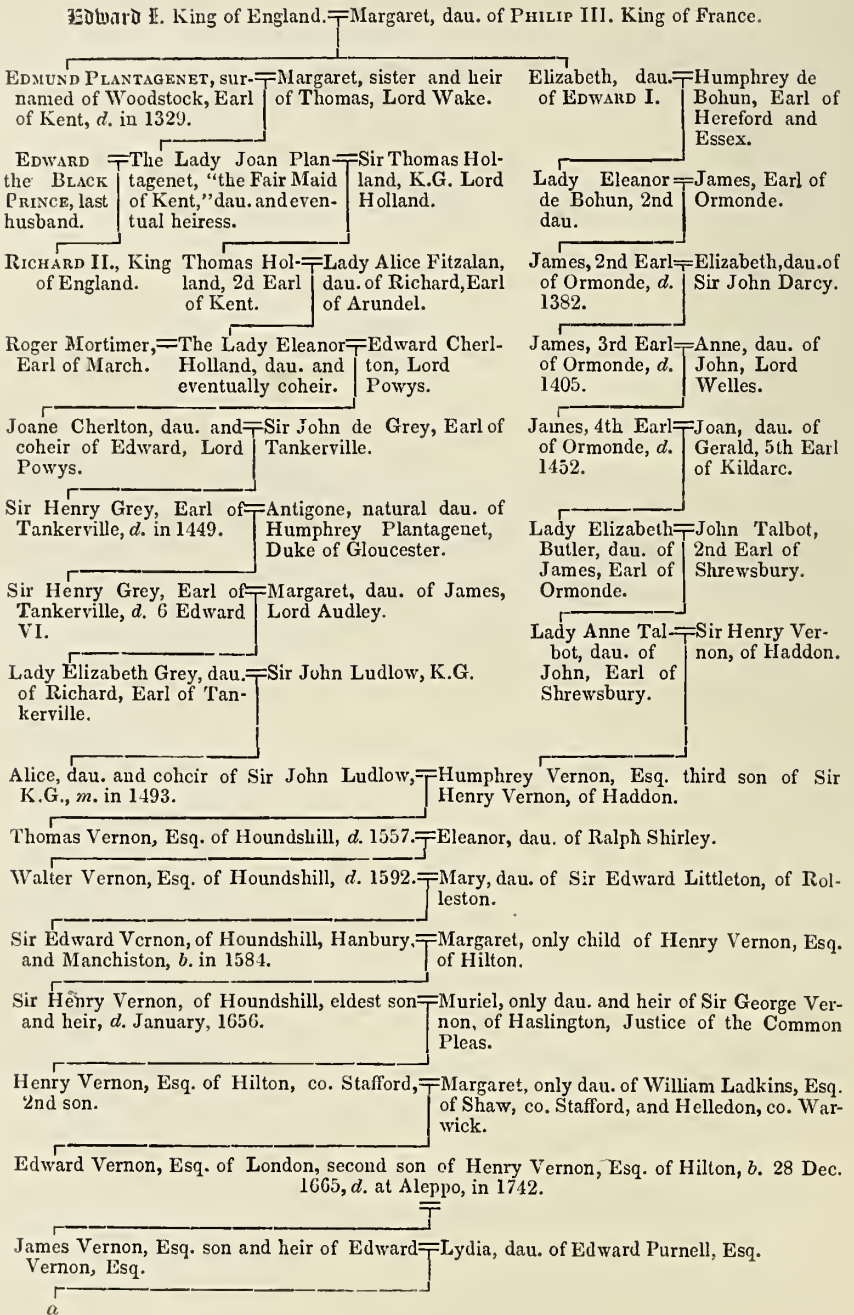 Edward I. King of England. Margaret, dau. of PHILIP III. King of France.
EDMUND PLANTAGENET, sur-
named of Woodstock, Earl
of Kent, d. in 1329.
Margaret, sister and heir
of Thomas, Lord Wake.
Elizabeth, dau.
of EDWARD I.
Humphrey de
Bohun, Earl of
Hereford and
Essex.
EDWARD
the BLACK
PRINCE, last
husband.
The Lady Joan Plan-
tagenet, "the Fair Maid
of Kent," dau. and even-
tual heiress.
Sir Thomas Hol-
land, K.G. Lord
Holland.
Lady Eleanor
de Bohun, 2nd
dau.
James, Earl of
Ormonde.
RICHARD II., King
of England.
Thomas Hol-
land, 2d Earl
of Kent.
Lady Alice Fitzalan,
dau. of Richard, Earl
of Arundel.
James, 2nd Earl
of Ormonde, d.
1382.
Elizabeth, dau. of
Sir John Darcy.
Roger Mortimer,
Earl of March.
The Lady Eleanor
Holland, dau. and
eventually coheir.
Edward Cherl-
ton, Lord
Powys.
James, 3rd Earl
of Ormonde, d.
1405.
Anne, dau. of
John, Lord
Welles.
Joane Cherlton, dau. and
coheir of Edward, Lord
Powys.
Sir John de Grey, Earl of
Tankerville.
James, 4th Earl
of Ormonde, d.
1452.
Joan, dau. of
Gerald, 5th Earl
of Kildarc.
Sir Henry Grey, Earl of
Tankerville, d. in 1449.
Antigone, natural dau. of
Humphrey Plantagenet,
Duke of Gloucester.
Lady Elizabeth
Butler, dau. of
James, Earl of
Ormonde.
John Talbot,
2nd Earl of
Shrewsbury.
Sir Henry Grey, Earl of
Tankerville, d. 6 Edward
VI.
Margaret, dau. of James,
Lord Audley.
Lady Anne Tal-
bot, dau. of
John, Earl of
Shrewsbury.
Sir Henry Ver-
non, of Haddon.
Lady Elizabeth Grey, dau.
of Richard, Earl of Tan-
kerville.
Sir John Ludlow, K.G.
Alice, dau. and coheir of Sir John Ludlow,
K.G., m. in 1493.
Humphrey Vernon, Esq. third son of Sir
Henry Vernon, of Haddon.
Thomas Vernon, Esq. of Houndshill, d. 1557. Eleanor, dau. of Ralph Shirley.
Walter Vernon, Esq. of Houndshill, d. 1592.
Mary, dau. of Sir Edward Littleton, of Rol-
leston.
Sir Edward Vernon, of Houndshill, Hanbury,
and Manchiston, b. in 1584.
Margaret, only child of Henry Vernon, Esq.
of Hilton.
Sir Henry Vernon, of Houndshill, eldest son
and heir, d. January, 1656.
Muriel, only dau. and heir of Sir George Ver-
non, of Haslington, Justice of the Common
Pleas.
Henry Vernon, Esq. of Hilton, co. Stafford,
2nd son.
Margaret, only dau. of William Ladkins, Esq.
of Shaw, co. Stafford, and Helledon, co. War-
wick.
Edward Vernon, Esq. of London, second son of Henry Vernon, Esq. of Hilton, b. 28 Dec.
1665, d. at Aleppo, in 1742.
James Vernon, Esq. son and heir of Edward
Vernon, Esq.
Lydia, dau. of Edward Purnell, Esq.
a